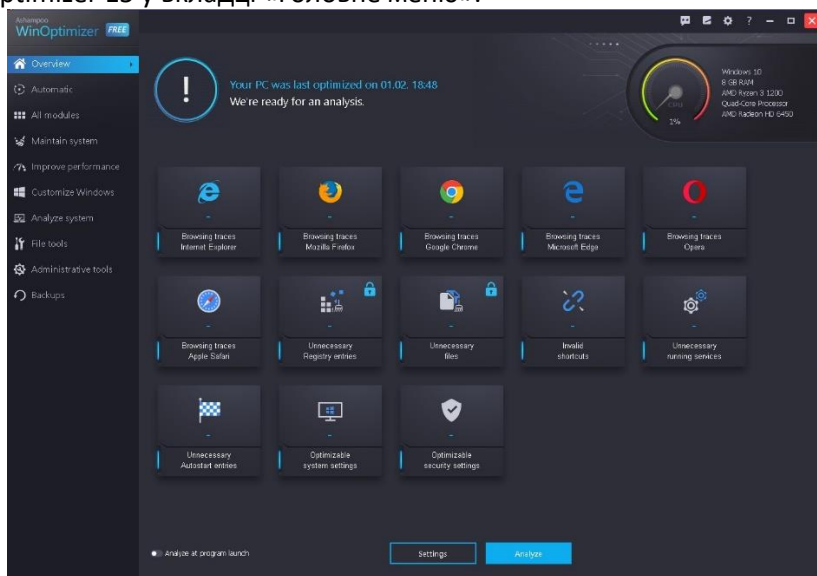 ptimizer 15 у вкладці «Головне меню».
Ashampoo
WinOptimizer FREE
Overview
Automatic
All modules
Maintain system
Improve performance
Customize Windows
Analyze system
File tools
Administrative tools
Backups
Your PC was last optimized on 01.02. 18:48
We're ready for an analysis.
CPU
1%
Windows 10
8 GB RAM
AMD Ryzen 3 1200
Quad-Core Processor
AMD Radeon HD 6450
Browsing traces
Internet Explorer
Browsing traces
Mozilla Firefox
Browsing traces
Google Chrome
Browsing traces
Microsoft Edge
Browsing traces
Opera
Browsing traces
Apple Safari
Unnecessary
Registry entries
Unnecessary
files
Invalid
shortcuts
Unnecessary
running services
Unnecessary
Autostart entries
Optimizable
system settings
Optimizable
security settings
Analyze at program launch
Settings
Analyze